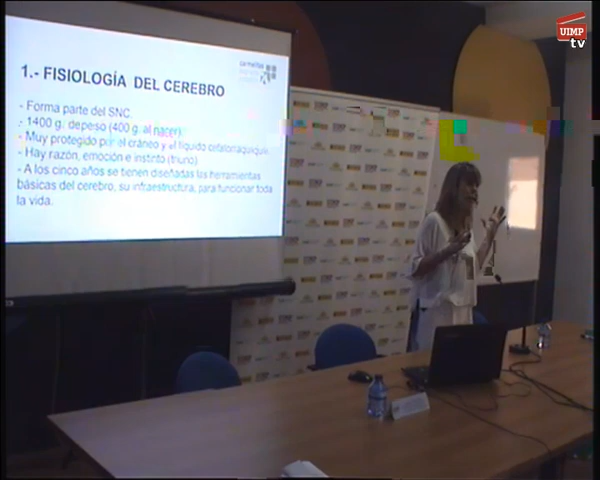 UIMP
tv
1.- FISIOLOGÍA DEL CEREBRO
- Forma parte del SNC.
- 1400 g. depeso (400 g. al nacer).
- Muy protegido por el cráneo y el líquido cefalorraquíqueo.
- Hay razón, emoción e instinto (triuno)
- A los cinco años se tienen diseñadas las herramientas
básicas del cerebro, su infraestructura, para funcionar toda
la vida.